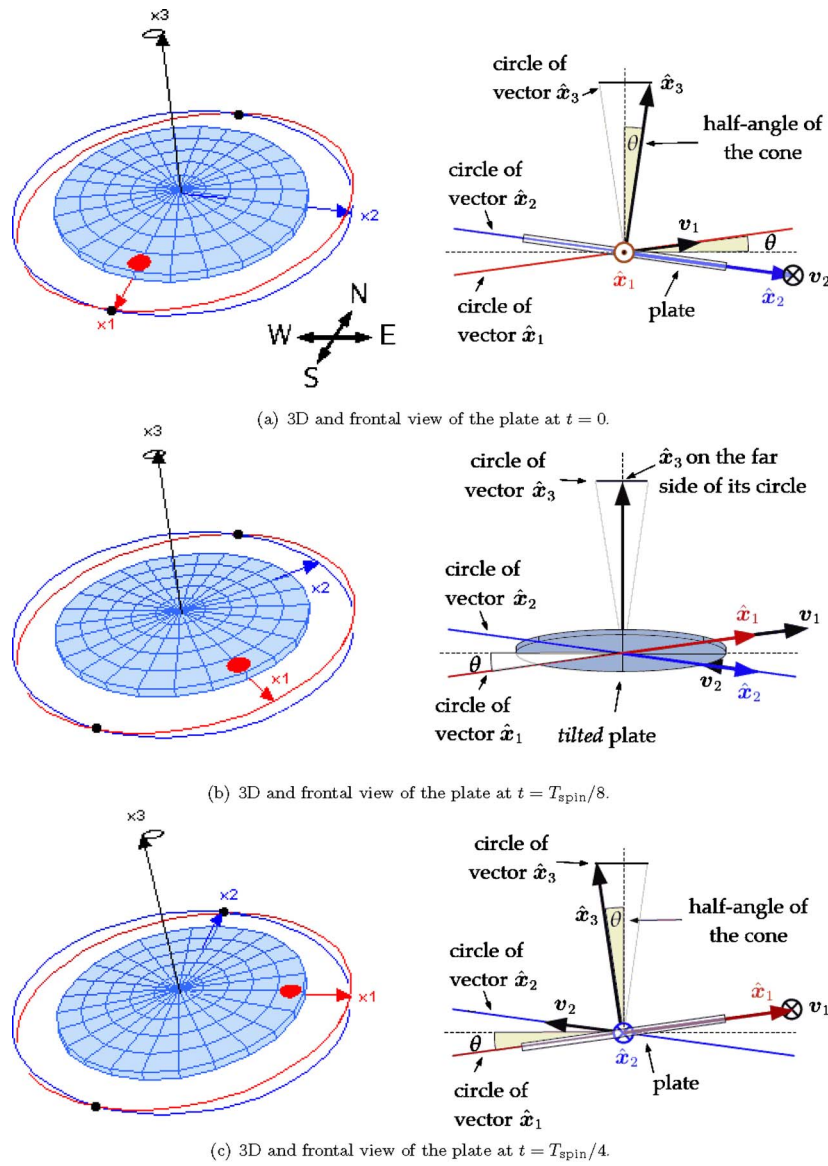 x3
x2
x1
N
W E
S
circle of
vector x̂₃
x̂₃
θ
half-angle of
the cone
circle of
vector x̂₂
v₁
θ
v₂
x̂₁
x̂₂
plate
circle of
vector x̂₁
(a) 3D and frontal view of the plate at t = 0.
x3
x2
x1
circle of
vector x̂₃
x̂₃ on the far
side of its circle
circle of
vector x̂₂
x̂₁
v₁
θ
v₂
x̂₂
circle of
vector x̂₁
tilted plate
(b) 3D and frontal view of the plate at t = Tspin/8.
x3
x2
x1
circle of
vector x̂₃
x̂₃
θ
half-angle of
the cone
circle of
vector x̂₂
v₂
x̂₁
v₁
θ
x̂₂
plate
circle of
vector x̂₁
(c) 3D and frontal view of the plate at t = Tspin/4.